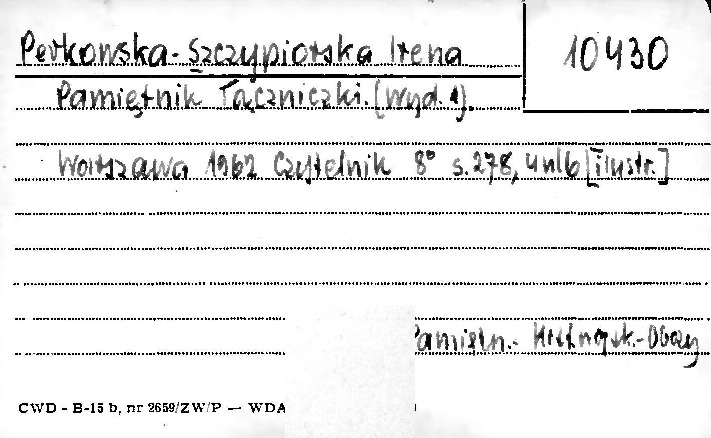 Perkowska-Szczypiorska Irena
10430
Pamiętnik Łączniczki. [Wyd. 1].
Warszawa 1962 Czytelnik 8° s. 278, 4 nlb [ilustr.]
Pamiętn.-
CWD - B-15 b, nr 2659/ZW/P — WDA